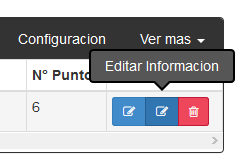 Configuracion Ver mas
Editar Informacion
N° Punto
6